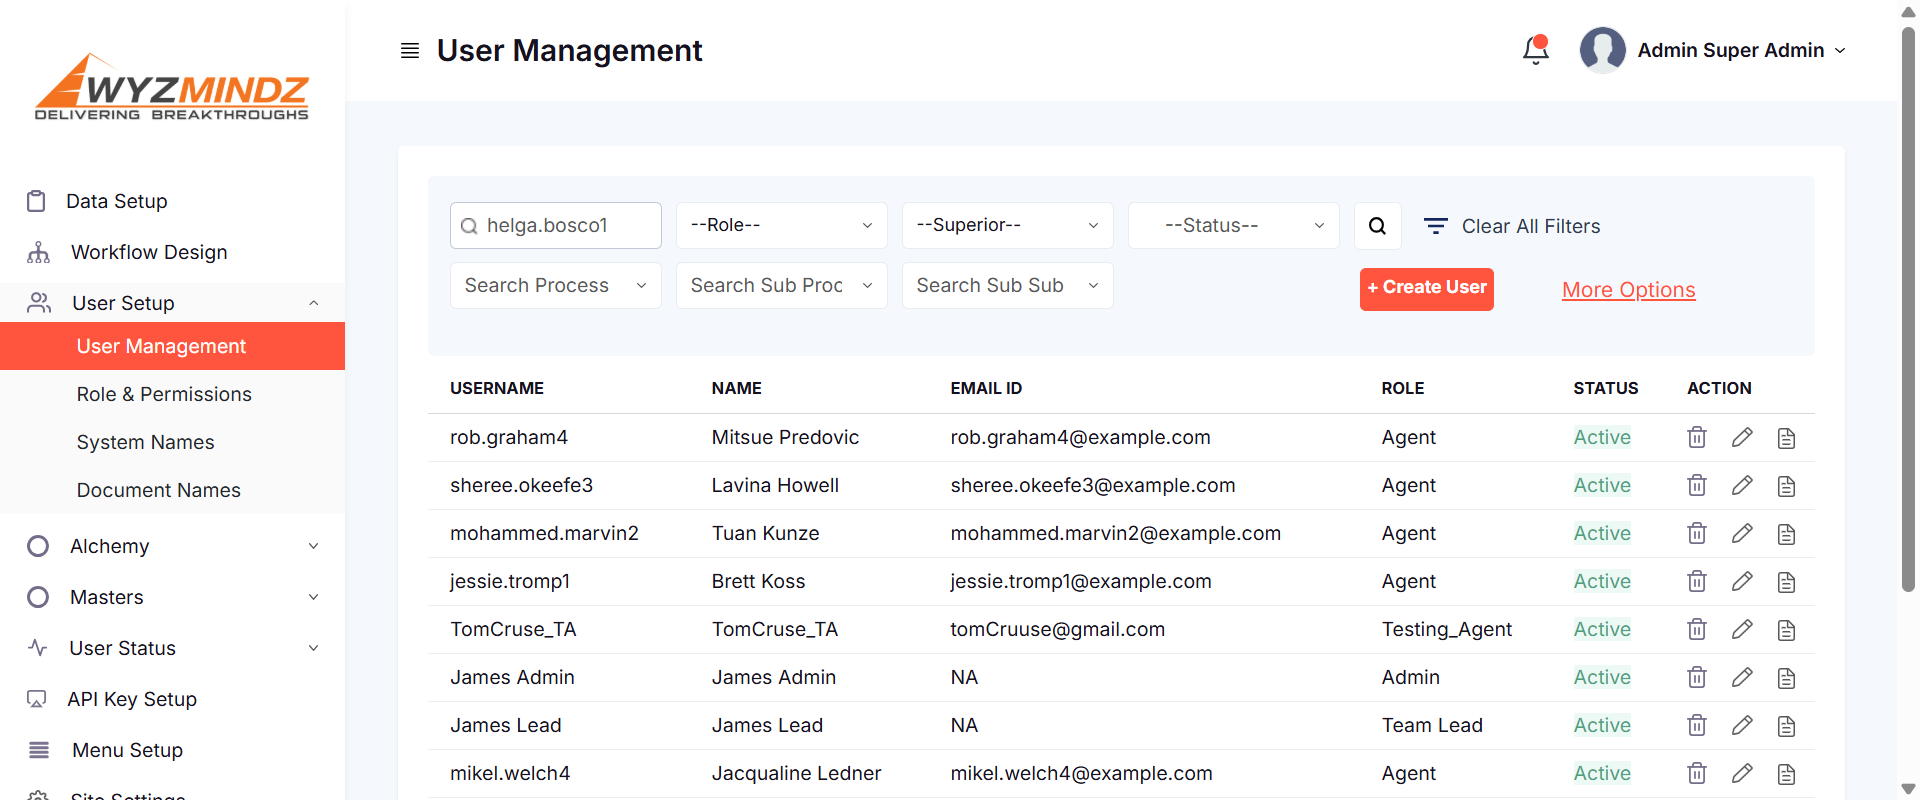 WYZMINDZ
DELIVERING BREAKTHROUGHS
Data Setup
Workflow Design
User Setup
User Management
Role & Permissions
System Names
Document Names
Alchemy
Masters
User Status
API Key Setup
Menu Setup
Site Settings
User Management
Admin Super Admin
helga.bosco1
--Role--
--Superior--
--Status--
Clear All Filters
Search Process
Search Sub Proc
Search Sub Sub
+ Create User
More Options
USERNAME NAME EMAIL ID ROLE STATUS ACTION
rob.graham4 Mitsue Predovic rob.graham4@example.com Agent Active
sheree.okeefe3 Lavina Howell sheree.okeefe3@example.com Agent Active
mohammed.marvin2 Tuan Kunze mohammed.marvin2@example.com Agent Active
jessie.tromp1 Brett Koss jessie.tromp1@example.com Agent Active
TomCruse_TA TomCruse_TA tomCruuse@gmail.com Testing_Agent Active
James Admin James Admin NA Admin Active
James Lead James Lead NA Team Lead Active
mikel.welch4 Jacqualine Ledner mikel.welch4@example.com Agent Active